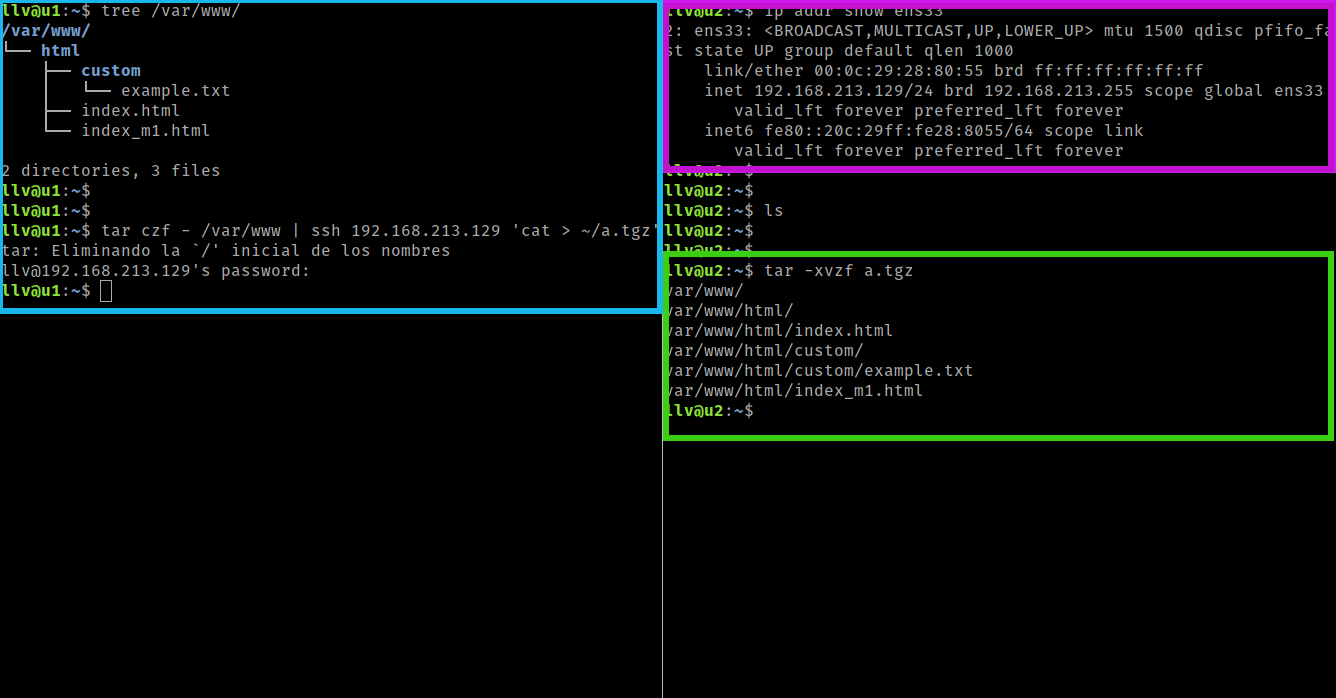 llv@u1:~$ tree /var/www/
/var/www/
└── html
    ├── custom
    │   └── example.txt
    ├── index.html
    └── index_m1.html
2 directories, 3 files
llv@u1:~$
llv@u1:~$
llv@u1:~$ tar czf - /var/www | ssh 192.168.213.129 'cat > ~/a.tgz'
tar: Eliminando la `/' inicial de los nombres
llv@192.168.213.129's password:
llv@u1:~$
llv@u2:~$ ip addr show ens33
2: ens33: <BROADCAST,MULTICAST,UP,LOWER_UP> mtu 1500 qdisc pfifo_fa
st state UP group default qlen 1000
    link/ether 00:0c:29:28:80:55 brd ff:ff:ff:ff:ff:ff
    inet 192.168.213.129/24 brd 192.168.213.255 scope global ens33
       valid_lft forever preferred_lft forever
    inet6 fe80::20c:29ff:fe28:8055/64 scope link
       valid_lft forever preferred_lft forever
llv@u2:~$
llv@u2:~$
llv@u2:~$ ls
llv@u2:~$
llv@u2:~$
llv@u2:~$ tar -xvzf a.tgz
var/www/
var/www/html/
var/www/html/index.html
var/www/html/custom/
var/www/html/custom/example.txt
var/www/html/index_m1.html
llv@u2:~$